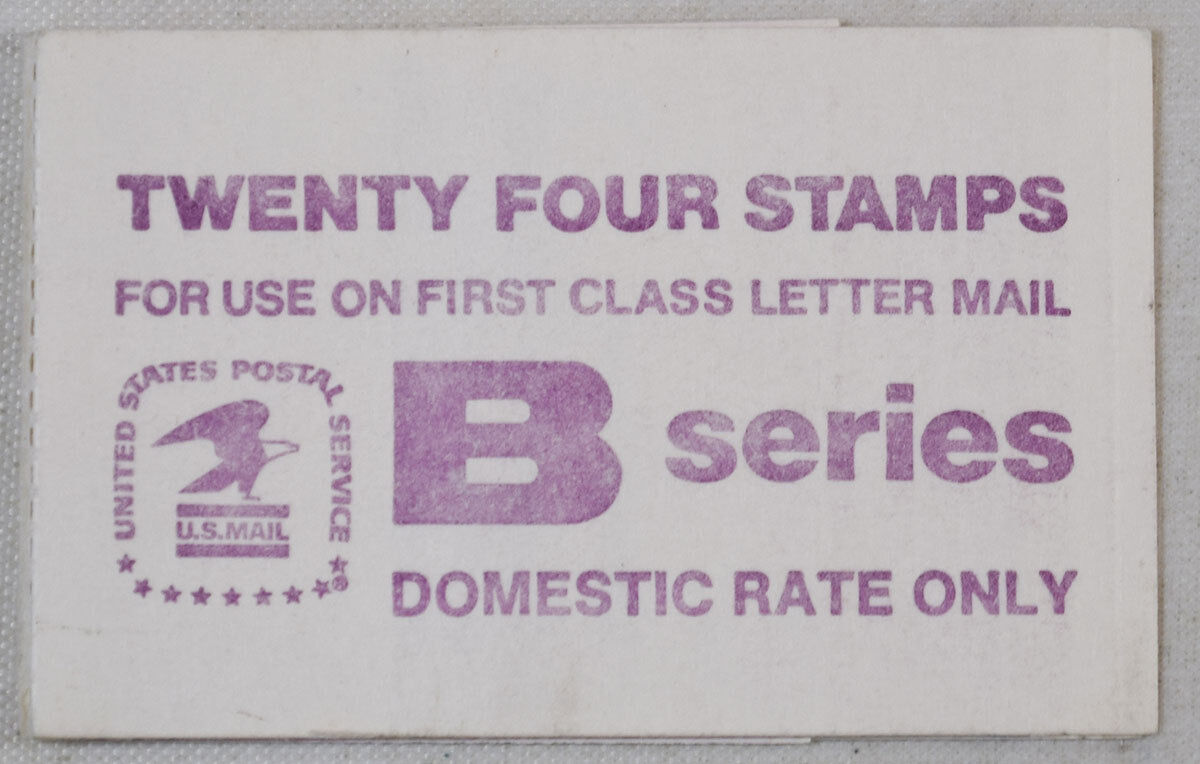 TWENTY FOUR STAMPS
FOR USE ON FIRST CLASS LETTER MAIL
UNITED STATES POSTAL SERVICE
U.S.MAIL
®
B series
DOMESTIC RATE ONLY